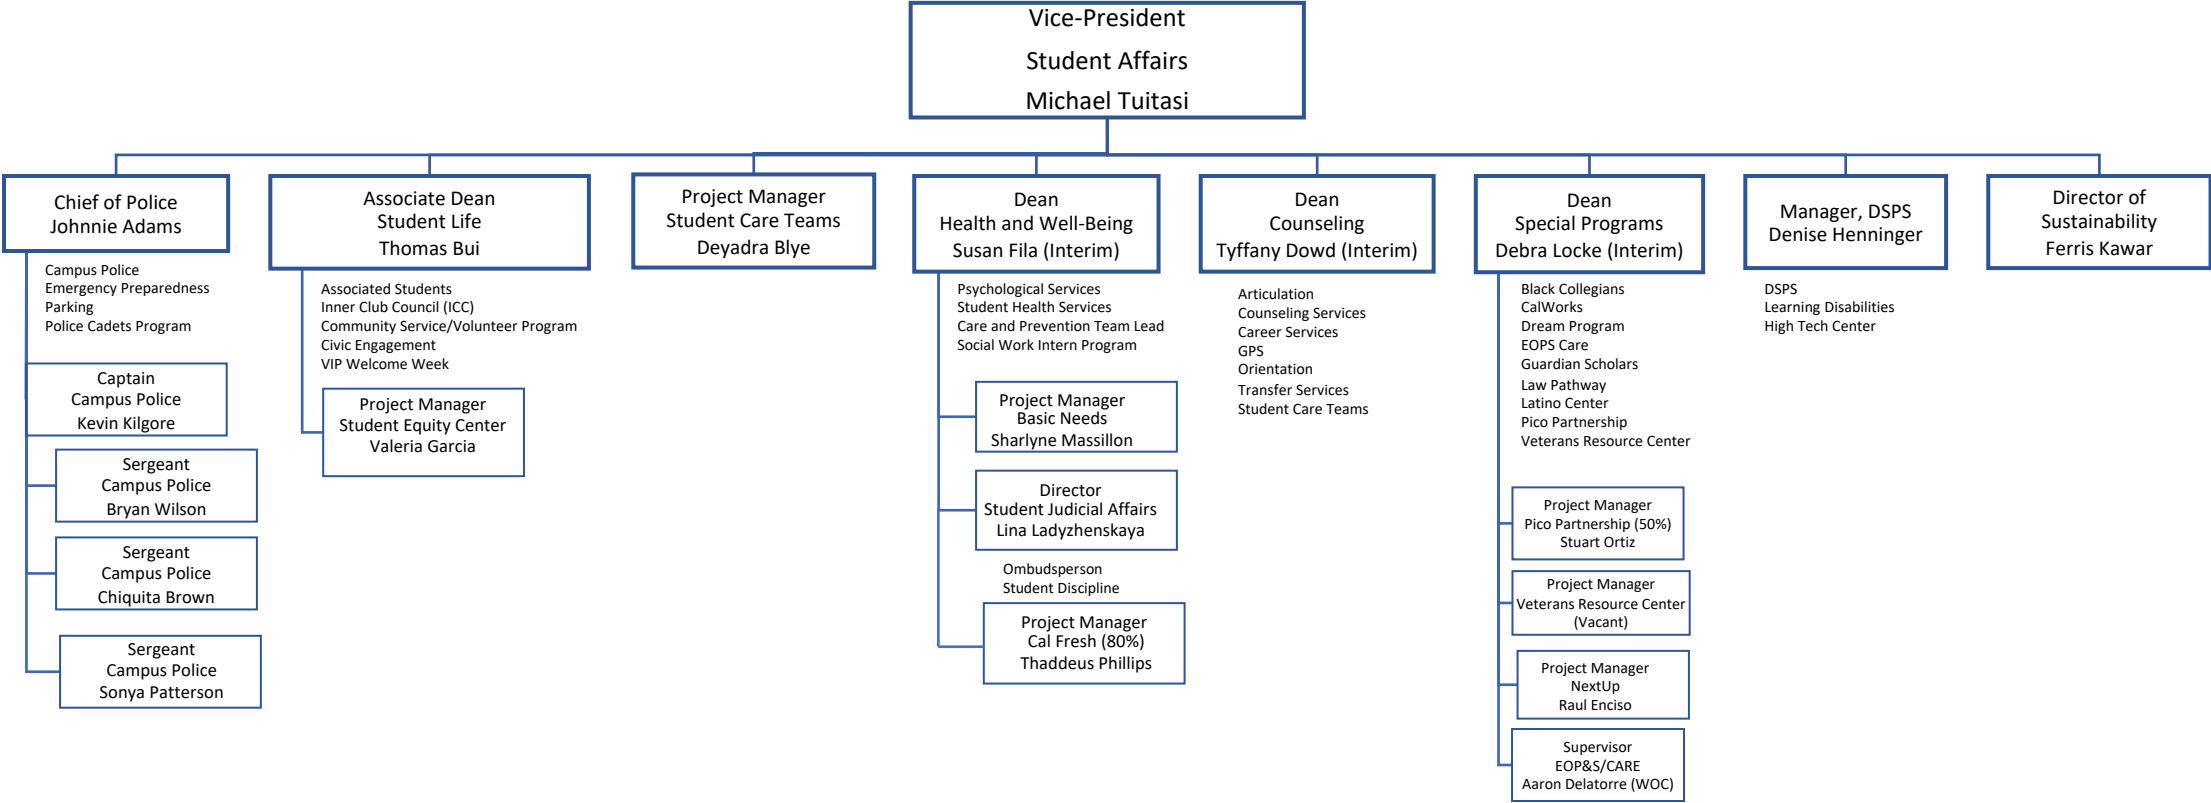 Vice-President
Student Affairs
Michael Tuitasi
Chief of Police
Johnnie Adams
Campus Police
Emergency Preparedness
Parking
Police Cadets Program
Captain
Campus Police
Kevin Kilgore
Sergeant
Campus Police
Bryan Wilson
Sergeant
Campus Police
Chiquita Brown
Sergeant
Campus Police
Sonya Patterson
Associate Dean
Student Life
Thomas Bui
Associated Students
Inner Club Council (ICC)
Community Service/Volunteer Program
Civic Engagement
VIP Welcome Week
Project Manager
Student Equity Center
Valeria Garcia
Project Manager
Student Care Teams
Deyadra Blye
Dean
Health and Well-Being
Susan Fila (Interim)
Psychological Services
Student Health Services
Care and Prevention Team Lead
Social Work Intern Program
Project Manager
Basic Needs
Sharlyne Massillon
Director
Student Judicial Affairs
Lina Ladyzhenskaya
Ombudsperson
Student Discipline
Project Manager
Cal Fresh (80%)
Thaddeus Phillips
Dean
Counseling
Tyffany Dowd (Interim)
Articulation
Counseling Services
Career Services
GPS
Orientation
Transfer Services
Student Care Teams
Dean
Special Programs
Debra Locke (Interim)
Black Collegians
CalWorks
Dream Program
EOPS Care
Guardian Scholars
Law Pathway
Latino Center
Pico Partnership
Veterans Resource Center
Project Manager
Pico Partnership (50%)
Stuart Ortiz
Project Manager
Veterans Resource Center
(Vacant)
Project Manager
NextUp
Raul Enciso
Supervisor
EOP&S/CARE
Aaron Delatorre (WOC)
Manager, DSPS
Denise Henninger
DSPS
Learning Disabilities
High Tech Center
Director of
Sustainability
Ferris Kawar